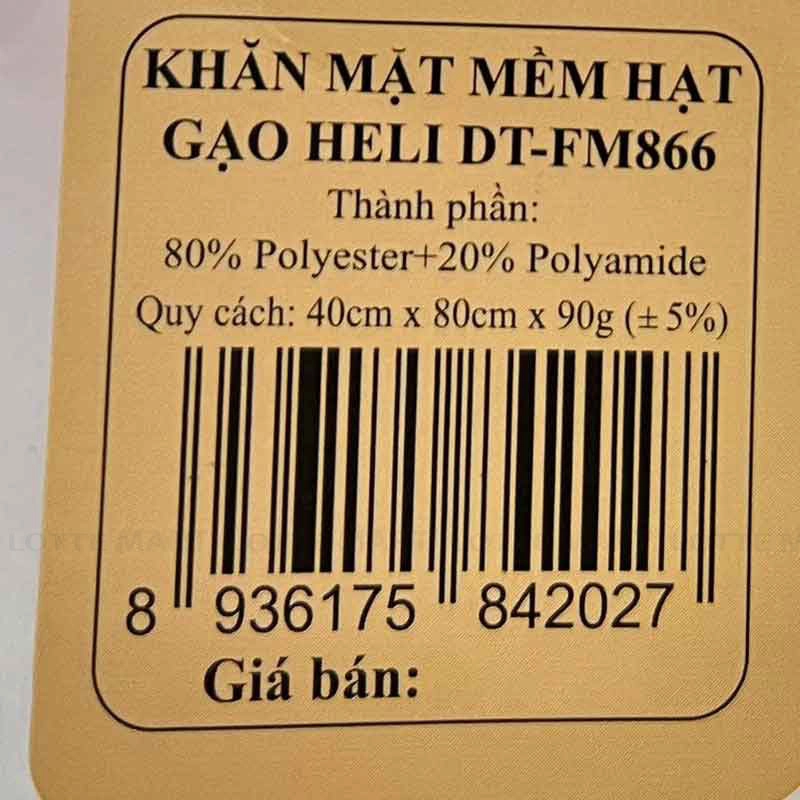 KHĂN MẶT MỀM HẠT
GẠO HELI DT-FM866
Thành phần:
80% Polyester+20% Polyamide
Quy cách: 40cm x 80cm x 90g (± 5%)
8 936175 842027
Giá bán: